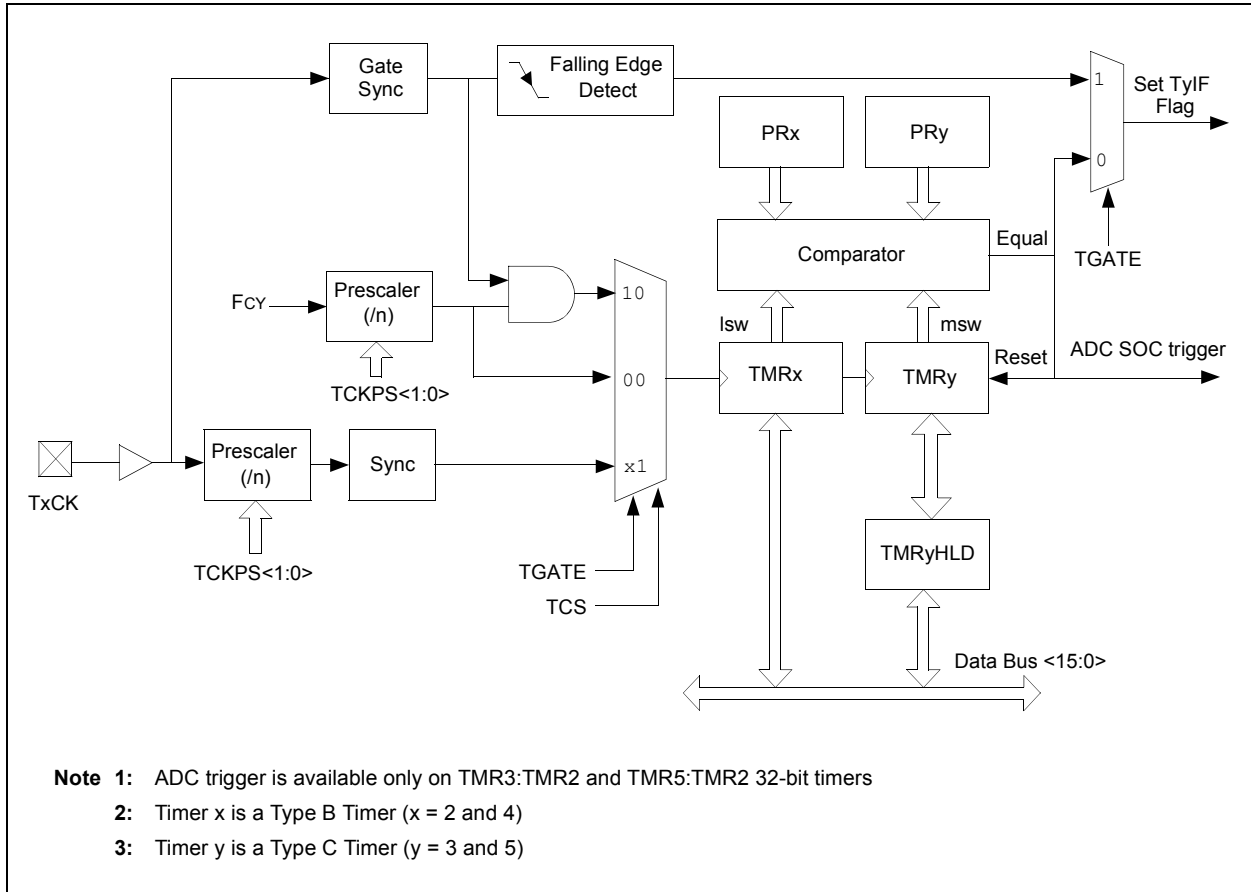 Gate
Sync
Falling Edge
Detect
1
Set TyIF
Flag
PRx
PRy
0
Comparator
Equal
TGATE
FCY
Prescaler
(/n)
10
lsw
msw
TCKPS<1:0>
00
TMRx
TMRy
Reset
ADC SOC trigger
TxCK
Prescaler
(/n)
Sync
x1
TCKPS<1:0>
TGATE
TCS
TMRyHLD
Data Bus <15:0>
Note 1: ADC trigger is available only on TMR3:TMR2 and TMR5:TMR2 32-bit timers
2: Timer x is a Type B Timer (x = 2 and 4)
3: Timer y is a Type C Timer (y = 3 and 5)